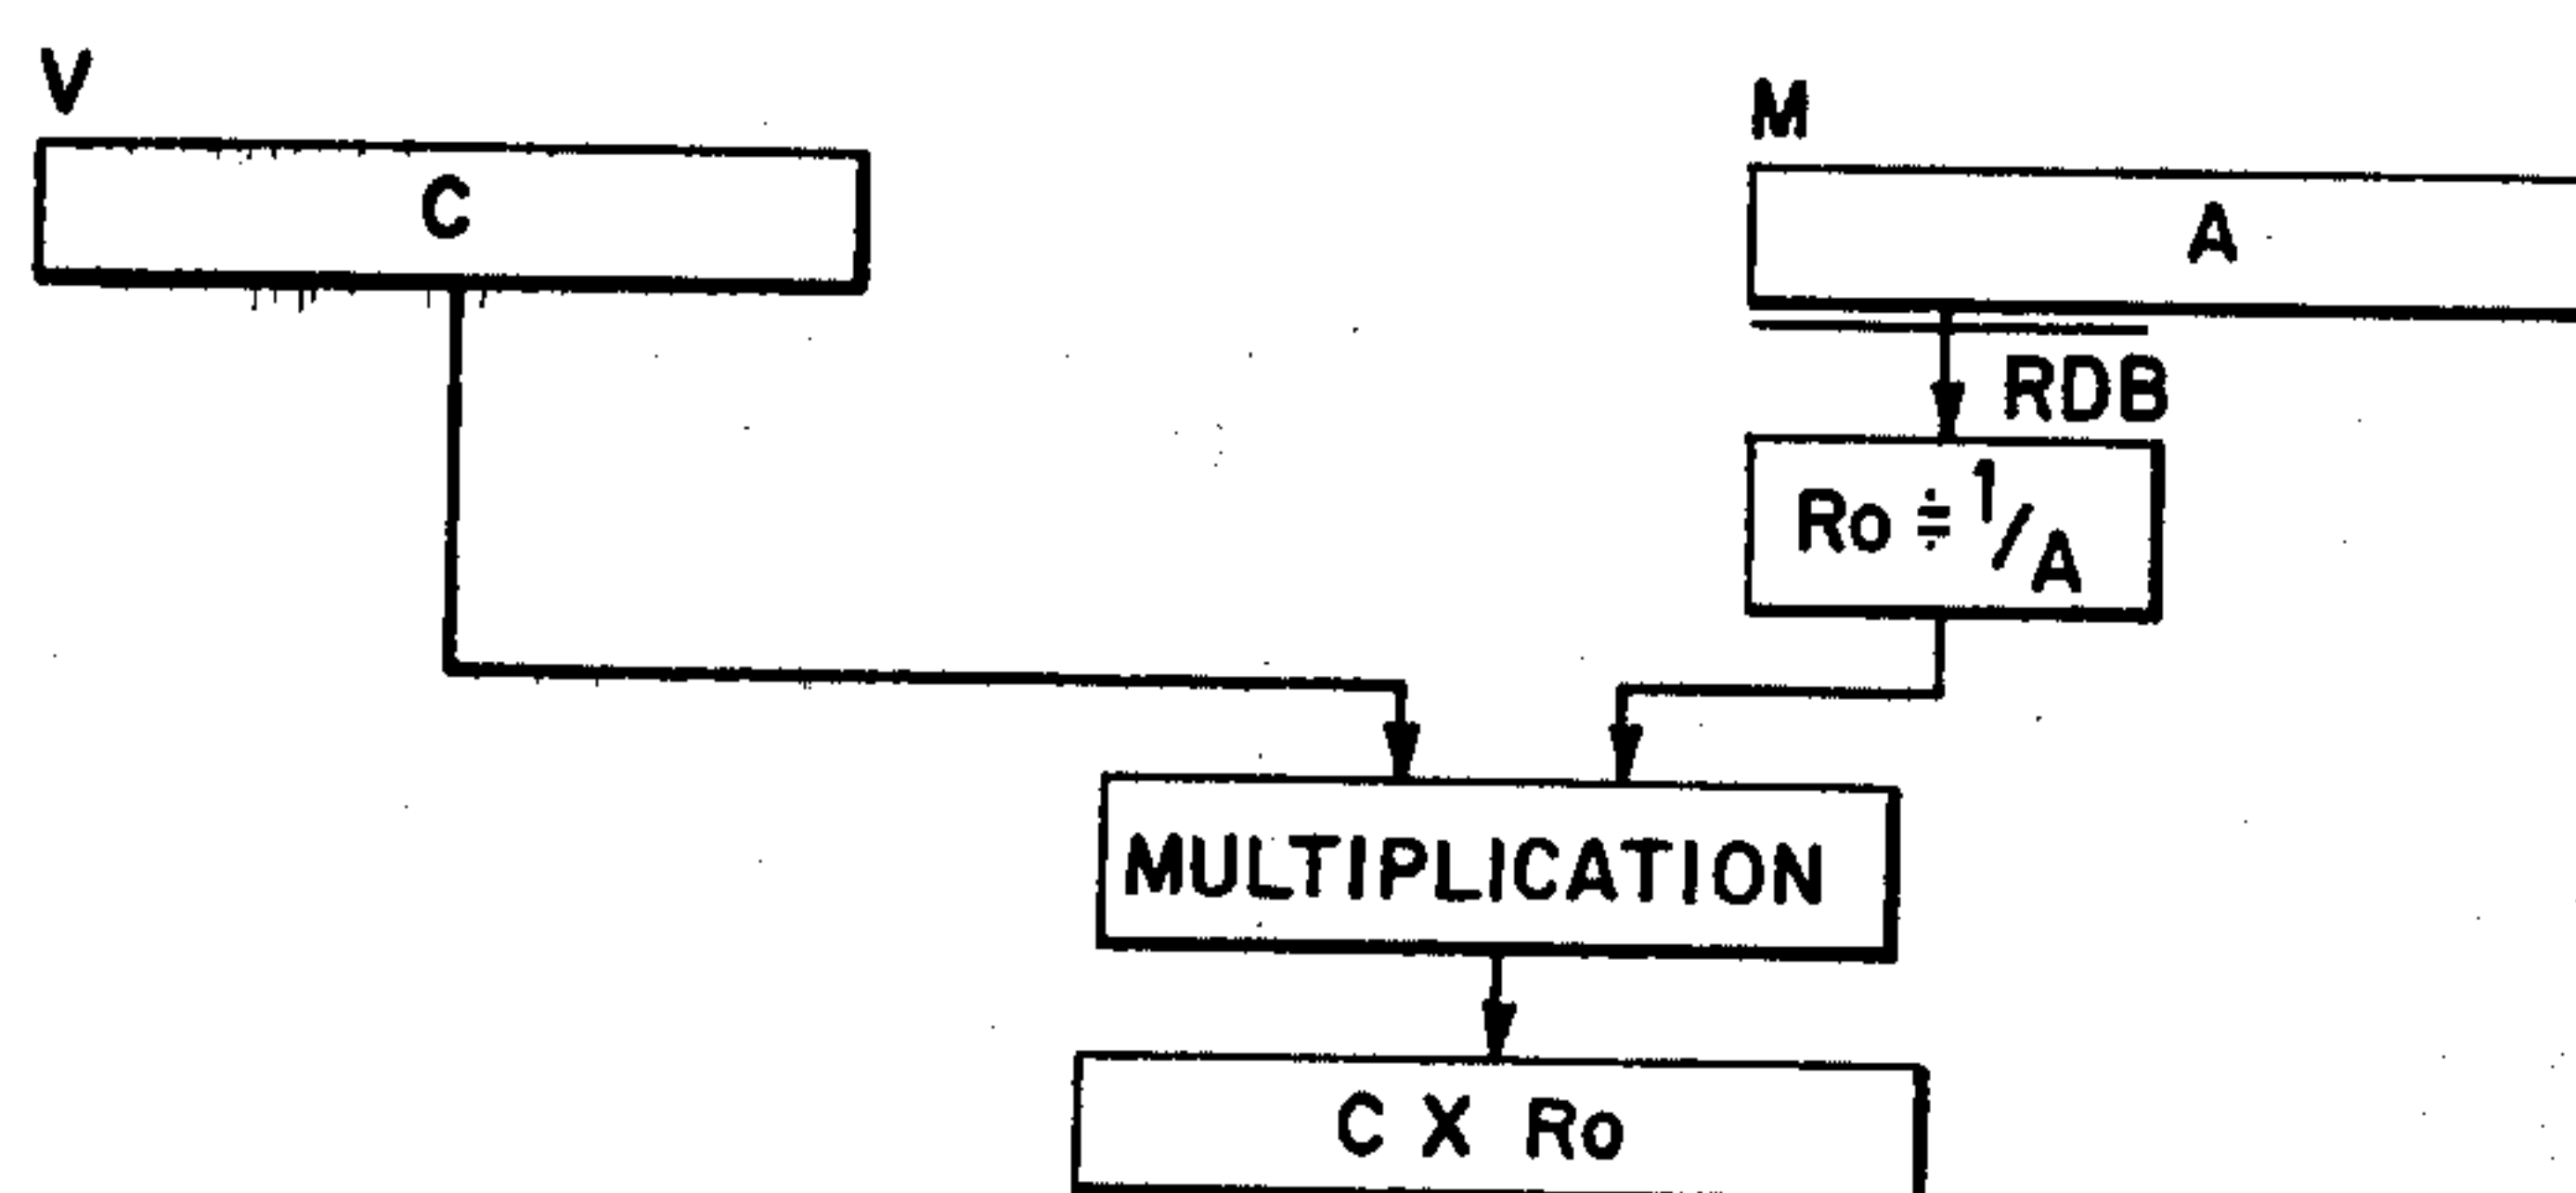 V
M
C
A
RDB
Ro ≑ 1/A
MULTIPLICATION
C X Ro